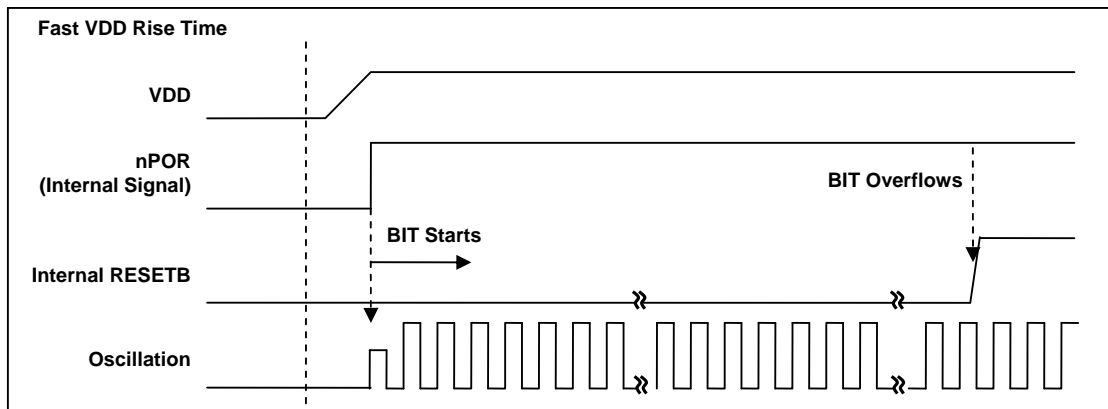 Fast VDD Rise Time
VDD
nPOR
(Internal Signal)
BIT Overflows
BIT Starts
Internal RESETB
Oscillation